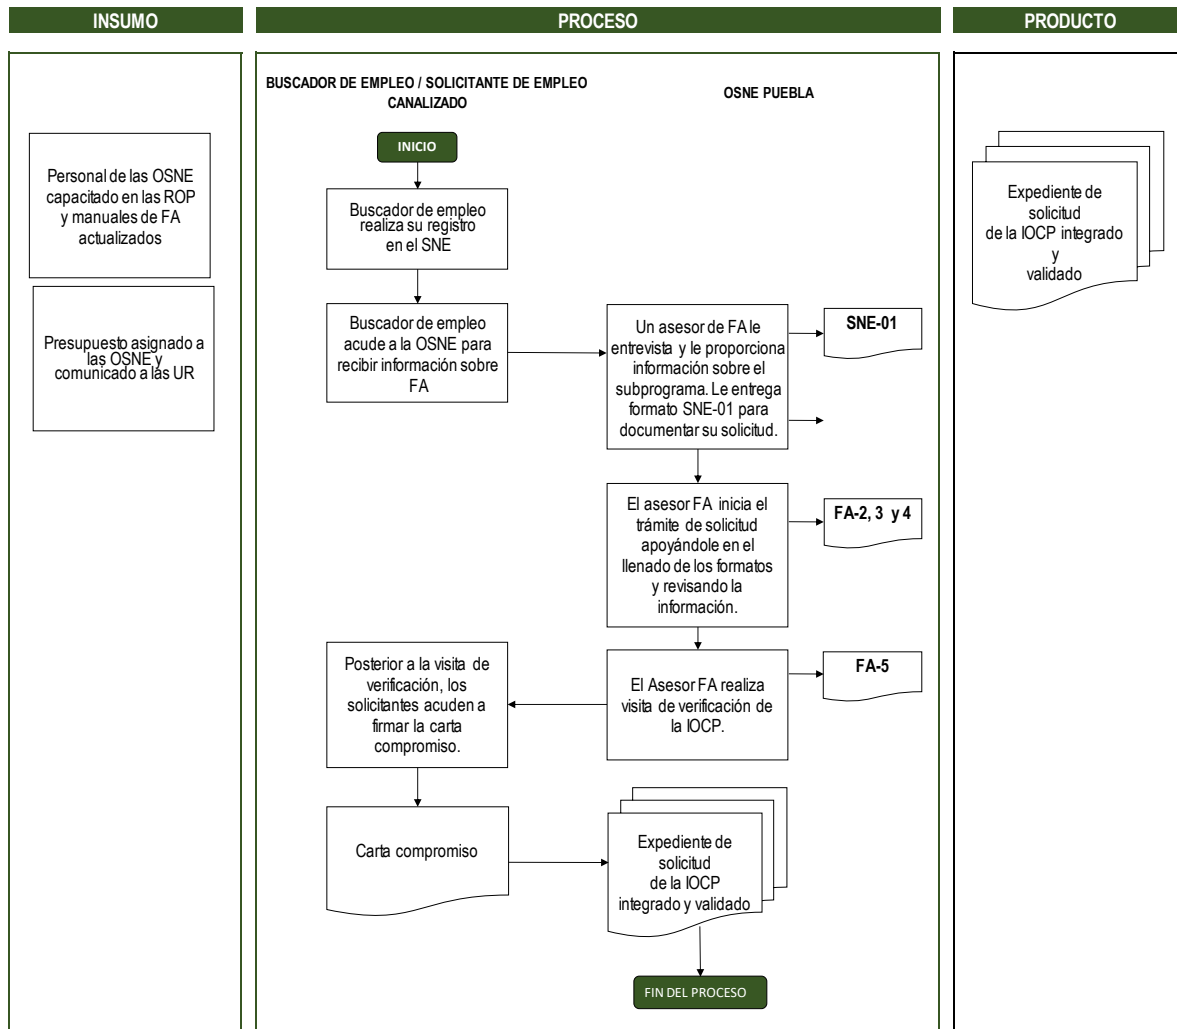 INSUMO
PROCESO
PRODUCTO
BUSCADOR DE EMPLEO / SOLICITANTE DE EMPLEO
CANALIZADO
OSNE PUEBLA
INICIO
Personal de las OSNE
capacitado en las ROP
y manuales de FA
actualizados
Presupuesto asignado a
las OSNE y
comunicado a las UR
Buscador de empleo
realiza su registro
en el SNE
Buscador de empleo
acude a la OSNE para
recibir información sobre
FA
Un asesor de FA le
entrevista y le proporciona
información sobre el
subprograma. Le entrega
formato SNE-01 para
documentar su solicitud.
SNE-01
El asesor FA inicia el
trámite de solicitud
apoyándole en el
llenado de los formatos
y revisando la
información.
FA-2, 3 y 4
El Asesor FA realiza
visita de verificación de
la IOCP.
FA-5
Posterior a la visita de
verificación, los
solicitantes acuden a
firmar la carta
compromiso.
Carta compromiso
Expediente de
solicitud
de la IOCP
integrado y validado
FIN DEL PROCESO
Expediente de
solicitud
de la IOCP integrado
y
validado